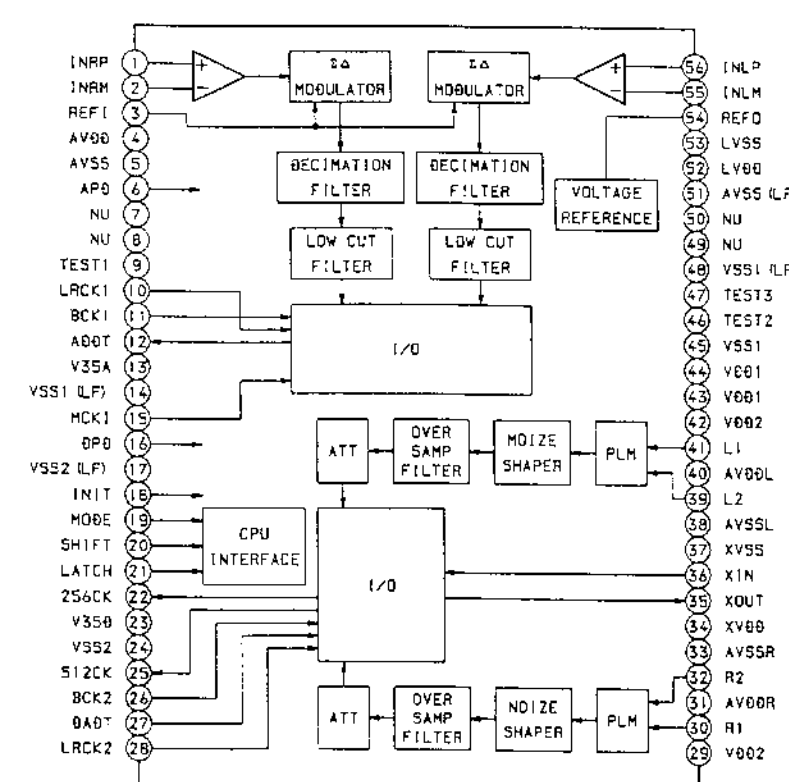 1 INRP
2 INRM
3 REFI
4 AVDD
5 AVSS
6 APD
7 NU
8 NU
9 TEST1
10 LRCK1
11 BCK1
12 ADDT
13 V35A
14 VSS1 (LF)
15 MCKI
16 DPD
17 VSS2 (LF)
18 INIT
19 MODE
20 SHIFT
21 LATCH
22 256CK
23 V35D
24 VSS2
25 512CK
26 BCK2
27 DADT
28 LRCK2
+
-
ΣΔ
MODULATOR
ΣΔ
MODULATOR
+
-
DECIMATION
FILTER
DECIMATION
FILTER
VOLTAGE
REFERENCE
LOW CUT
FILTER
LOW CUT
FILTER
I/O
ATT
OVER
SAMP
FILTER
NOIZE
SHAPER
PLM
CPU
INTERFACE
I/O
ATT
OVER
SAMP
FILTER
NOIZE
SHAPER
PLM
56 INLP
55 INLM
54 REFO
53 LVSS
52 LVDD
51 AVSS (LF
50 NU
49 NU
48 VSS1 (LF
47 TEST3
46 TEST2
45 VSS1
44 VDD1
43 VDD1
42 VDD2
41 L1
40 AVDDL
39 L2
38 AVSSL
37 XVSS
36 XIN
35 XOUT
34 XVDD
33 AVSSR
32 R2
31 AVDDR
30 R1
29 VDD2